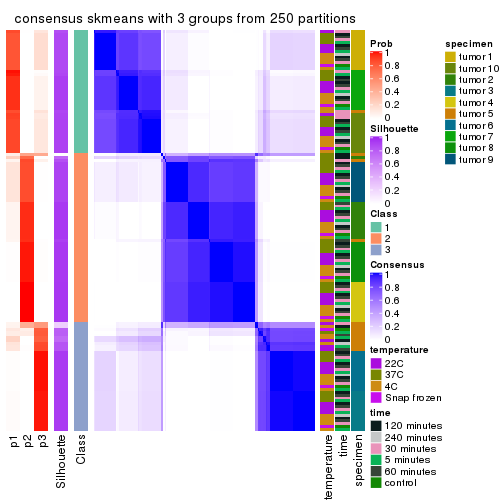 consensus skmeans with 3 groups from 250 partitions
Prob
1
0.8
0.6
0.4
0.2
0
Silhouette
1
0.8
0.6
0.4
0.2
0
Class
1
2
3
Consensus
1
0.8
0.6
0.4
0.2
0
temperature
22C
37C
4C
Snap frozen
time
120 minutes
240 minutes
30 minutes
5 minutes
60 minutes
control
specimen
tumor 1
tumor 10
tumor 2
tumor 3
tumor 4
tumor 5
tumor 6
tumor 7
tumor 8
tumor 9
p1
p2
p3
Silhouette
Class
temperature
time
specimen